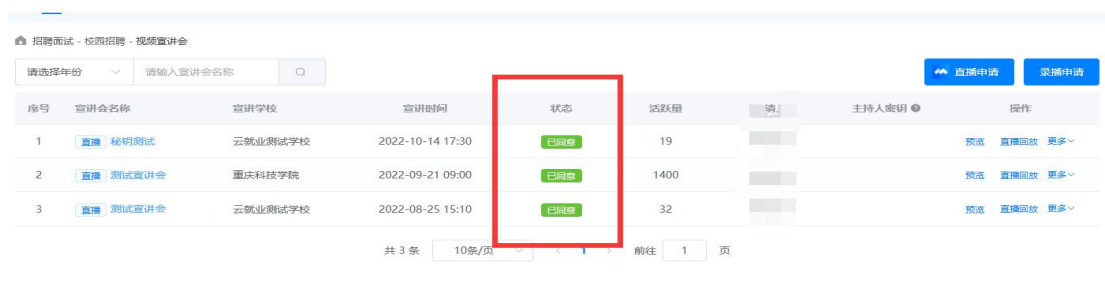 招聘面试 - 校园招聘 - 视频宣讲会
请选择年份 请输入宣讲会名称 直播申请 录播申请
序号 宣讲会名称 宣讲学校 宣讲时间 状态 活跃量 主持人密钥 操作
1 直播 秘钥测试 云就业测试学校 2022-10-14 17:30 已同意 19 预览 直播回放 更多
2 直播 测试宣讲会 重庆科技学院 2022-09-21 09:00 已同意 1400 预览 直播回放 更多
3 直播 测试宣讲会 云就业测试学校 2022-08-25 15:10 已同意 32 预览 直播回放 更多
共 3 条 10条/页 1 前往 1 页